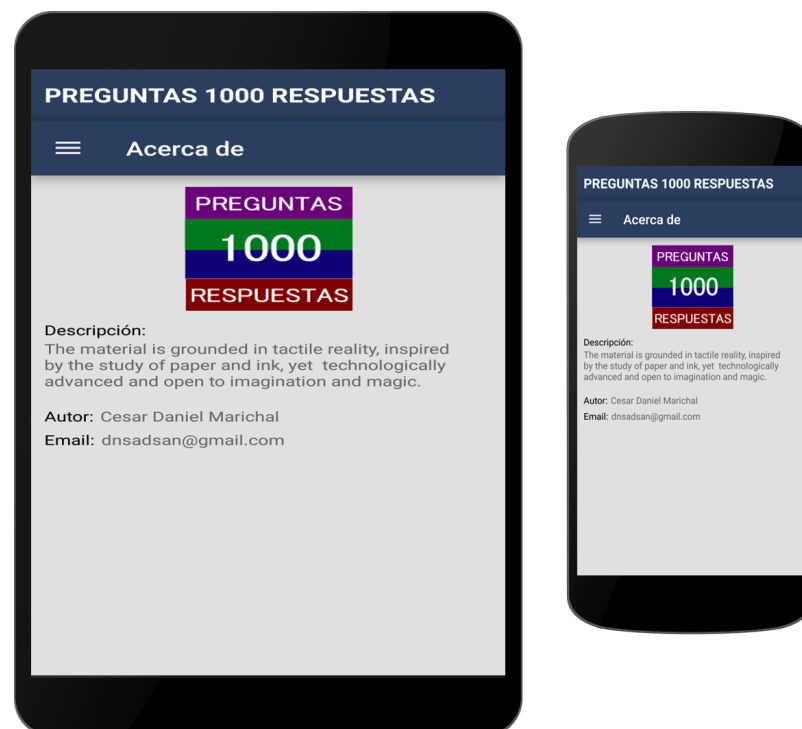 PREGUNTAS 1000 RESPUESTAS
Acerca de
PREGUNTAS
1000
RESPUESTAS
Descripción:
The material is grounded in tactile reality, inspired
by the study of paper and ink, yet technologically
advanced and open to imagination and magic.
Autor: Cesar Daniel Marichal
Email: dnsadsan@gmail.com
PREGUNTAS 1000 RESPUESTAS
Acerca de
PREGUNTAS
1000
RESPUESTAS
Descripción:
The material is grounded in tactile reality, inspired
by the study of paper and ink, yet technologically
advanced and open to imagination and magic.
Autor: Cesar Daniel Marichal
Email: dnsadsan@gmail.com